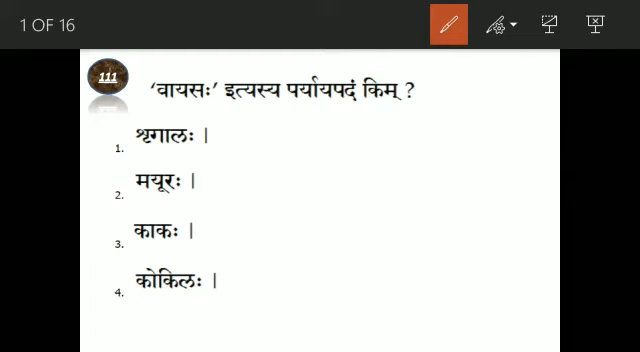 1 OF 16
111
‘वायसः’ इत्यस्य पर्यायपदं किम् ?
1. शृगालः |
2. मयूरः |
3. काकः |
4. कोकिलः |